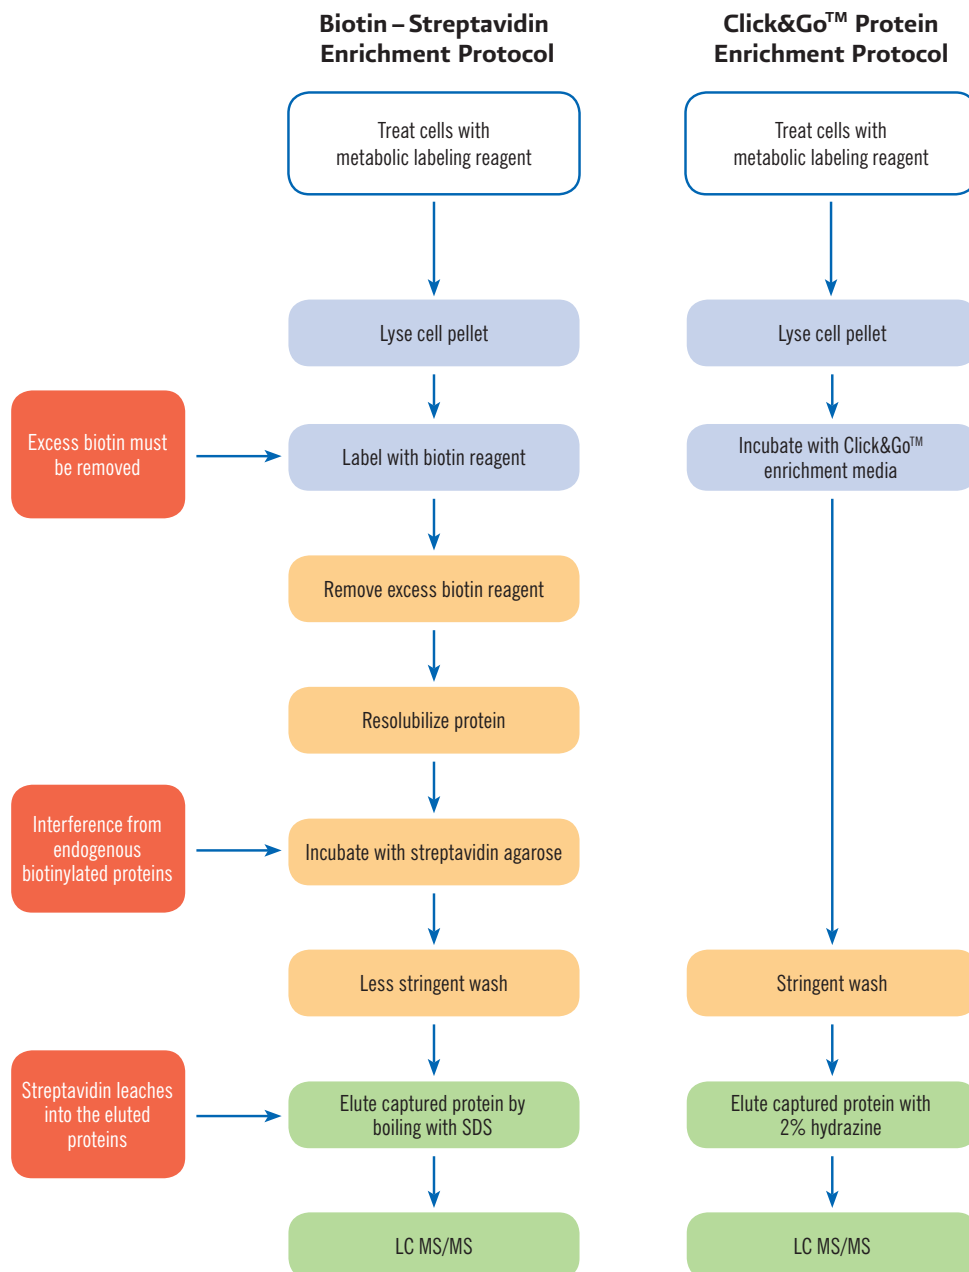 Biotin – Streptavidin
Enrichment Protocol
Treat cells with
metabolic labeling reagent
Lyse cell pellet
Excess biotin must
be removed
Label with biotin reagent
Remove excess biotin reagent
Resolubilize protein
Interference from
endogenous
biotinylated proteins
Incubate with streptavidin agarose
Less stringent wash
Streptavidin leaches
into the eluted
proteins
Elute captured protein by
boiling with SDS
LC MS/MS
Click&Go™ Protein
Enrichment Protocol
Treat cells with
metabolic labeling reagent
Lyse cell pellet
Incubate with Click&Go™
enrichment media
Stringent wash
Elute captured protein with
2% hydrazine
LC MS/MS